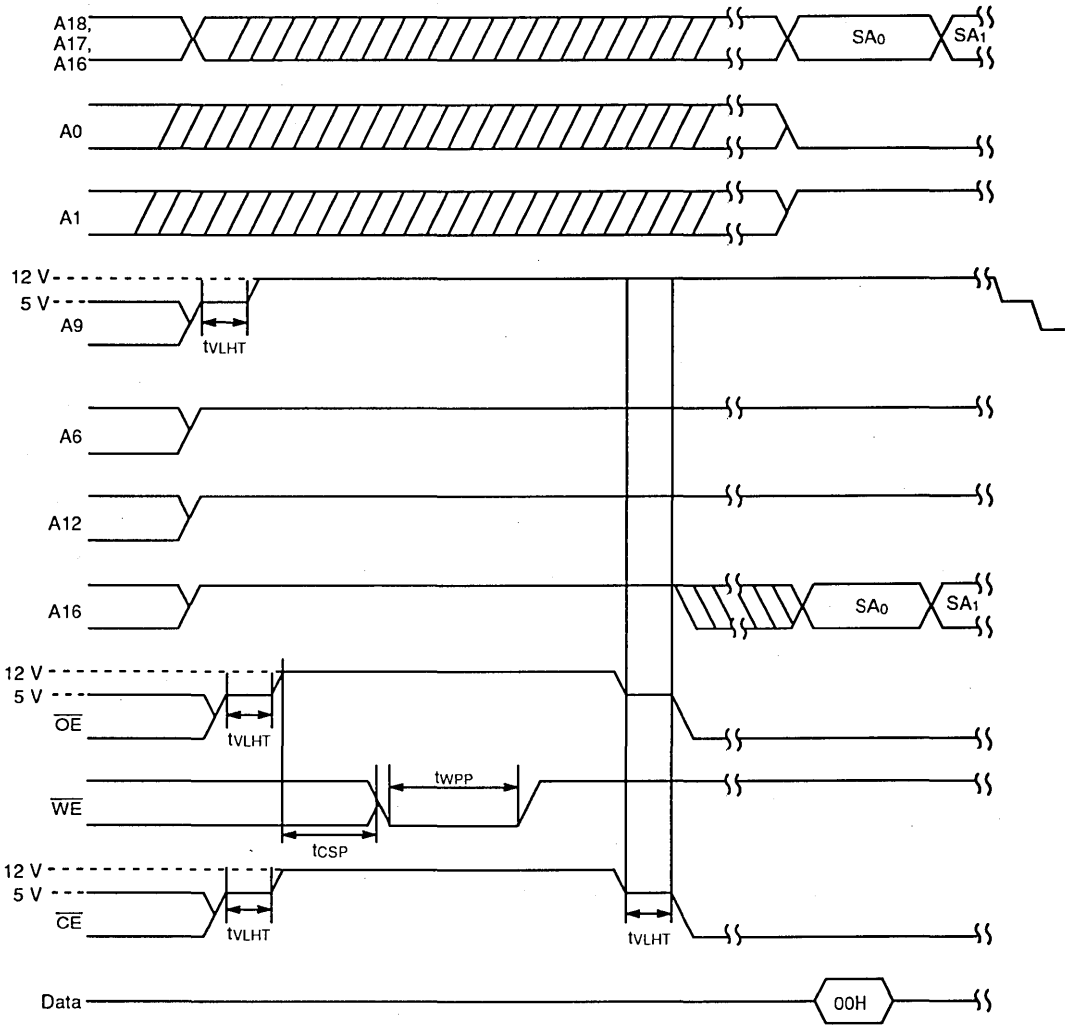 A18,
A17,
A16
SA0
SA1
A0
A1
12 V
5 V
A9
tVLHT
A6
A12
A16
SA0
SA1
12 V
5 V
OE
tVLHT
WE
tWPP
tCSP
12 V
5 V
CE
tVLHT
tVLHT
Data
00H